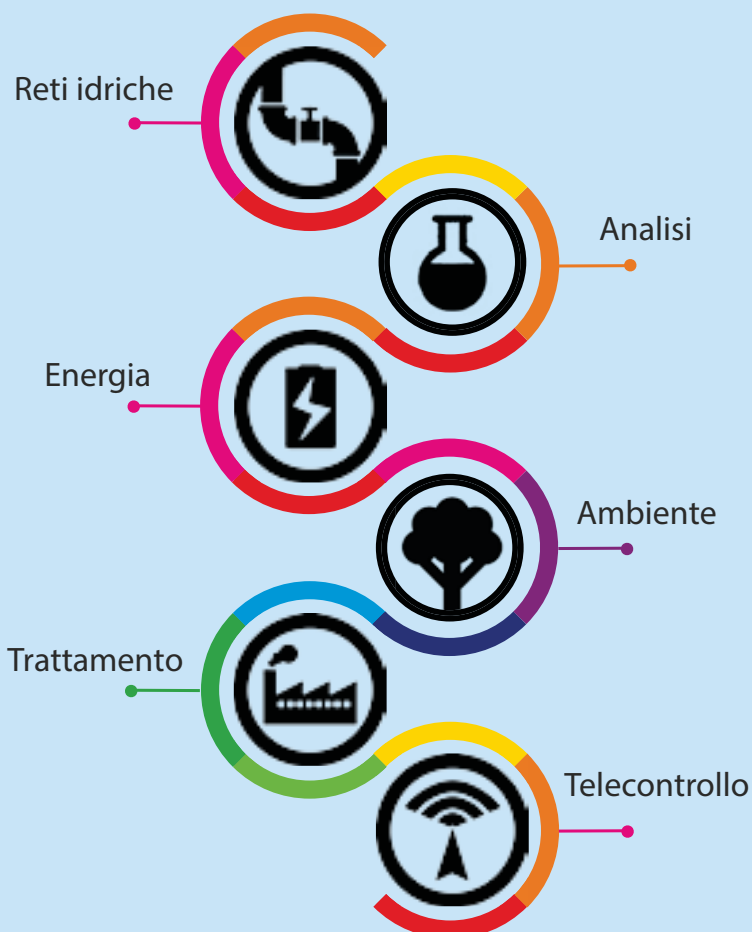 Reti idriche
Analisi
Energia
Ambiente
Trattamento
Telecontrollo